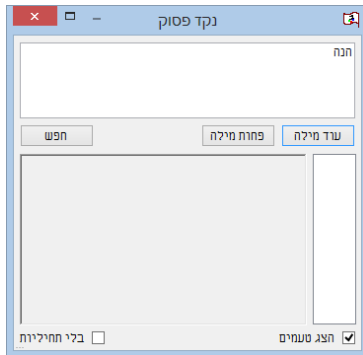 נקד פסוק
הנה
עוד מילה
פחות מילה
חפש
הצג טעמים
בלי תחיליות